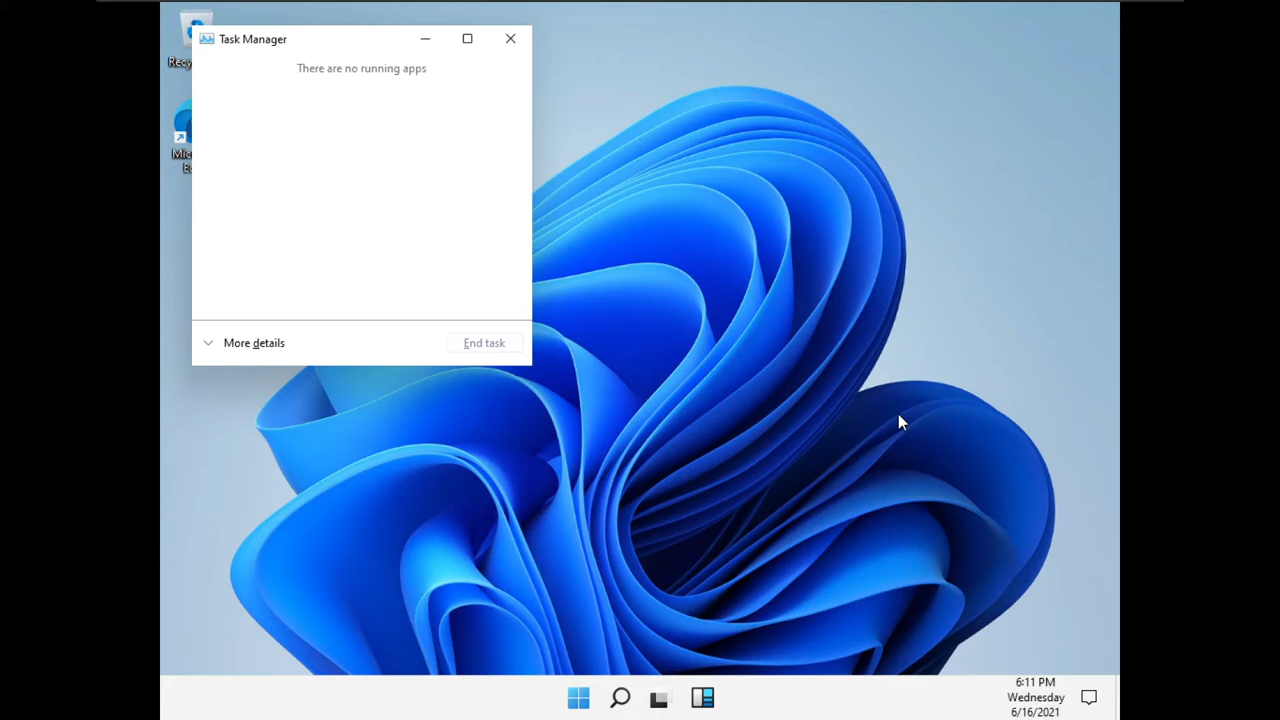 Task Manager
There are no running apps
Recy
Mic
E
More details
End task
6:11 PM
Wednesday
6/16/2021